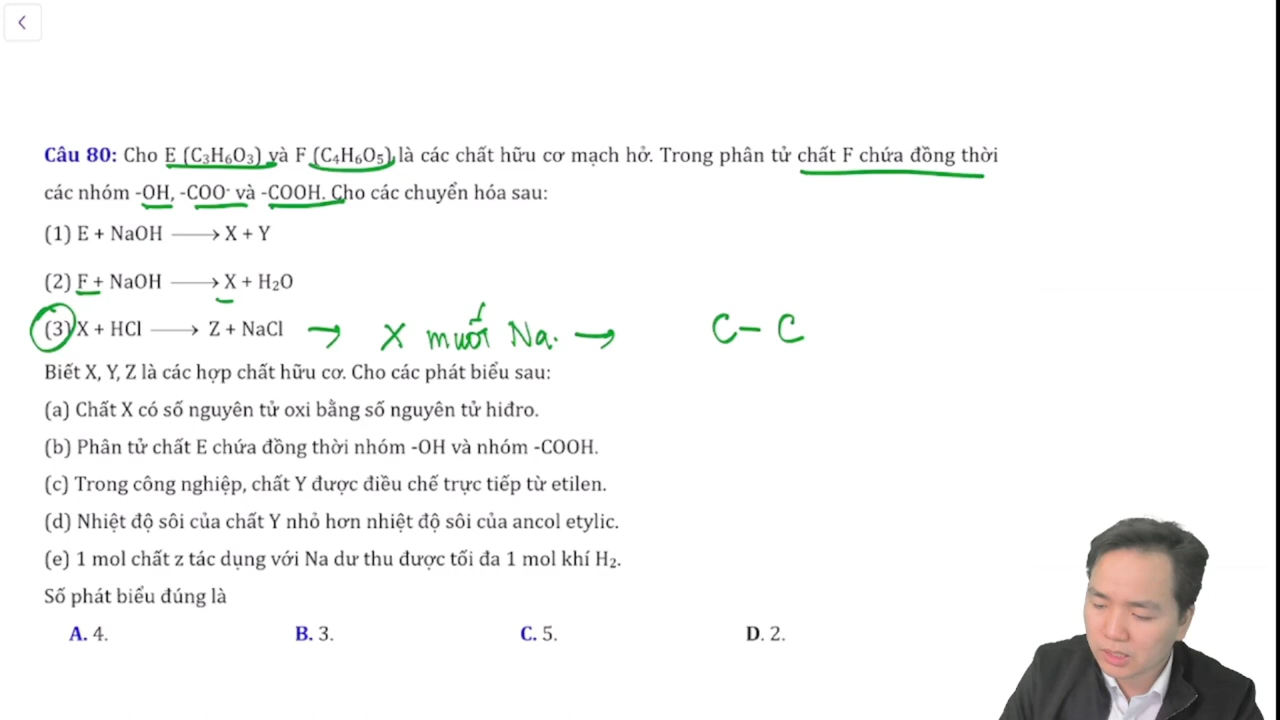 Câu 80: Cho E (C₃H₆O₃) và F (C₄H₆O₅) là các chất hữu cơ mạch hở. Trong phân tử chất F chứa đồng thời
các nhóm -OH, -COO- và -COOH. Cho các chuyển hóa sau:
(1) E + NaOH ⟶ X + Y
(2) F + NaOH ⟶ X + H₂O
(3) X + HCl ⟶ Z + NaCl → X muối Na. → C – C
Biết X, Y, Z là các hợp chất hữu cơ. Cho các phát biểu sau:
(a) Chất X có số nguyên tử oxi bằng số nguyên tử hiđro.
(b) Phân tử chất E chứa đồng thời nhóm -OH và nhóm -COOH.
(c) Trong công nghiệp, chất Y được điều chế trực tiếp từ etilen.
(d) Nhiệt độ sôi của chất Y nhỏ hơn nhiệt độ sôi của ancol etylic.
(e) 1 mol chất z tác dụng với Na dư thu được tối đa 1 mol khí H₂.
Số phát biểu đúng là
A. 4. B. 3. C. 5. D. 2.